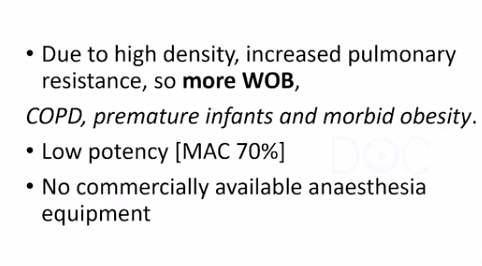 • Due to high density, increased pulmonary
resistance, so more WOB,
COPD, premature infants and morbid obesity.
• Low potency [MAC 70%]
DOC
• No commercially available anaesthesia
equipment